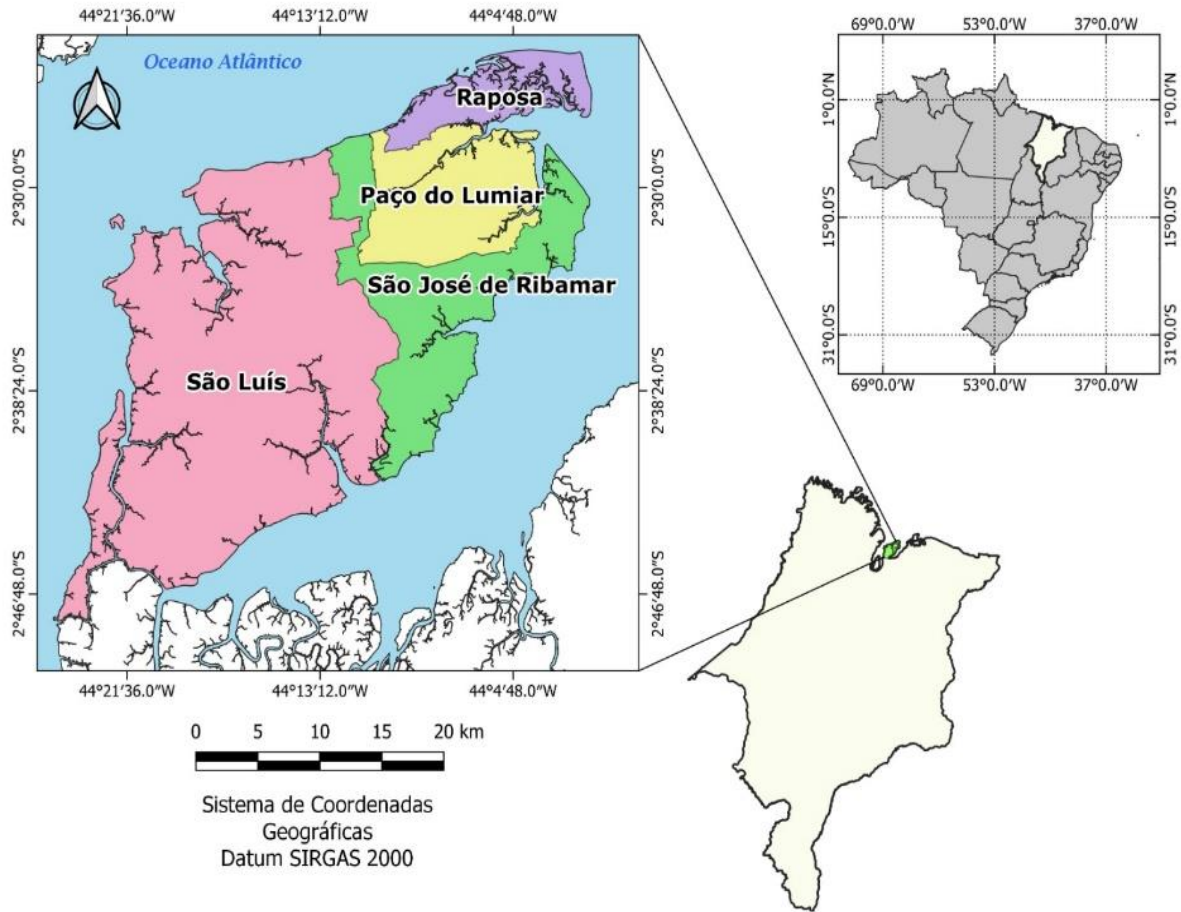 44°21'36.0"W
44°13'12.0"W
44°4'48.0"W
Oceano Atlântico
Raposa
Paço do Lumiar
São José de Ribamar
São Luís
2°30'0.0"S
2°38'24.0"S
2°46'48.0"S
2°30'0.0"S
2°38'24.0"S
2°46'48.0"S
44°21'36.0"W
44°13'12.0"W
44°4'48.0"W
0 5 10 15 20 km
Sistema de Coordenadas
Geográficas
Datum SIRGAS 2000
69°0.0'W
53°0.0'W
37°0.0'W
1°0.0'N
15°0.0'S
31°0.0'S
1°0.0'N
15°0.0'S
31°0.0'S
69°0.0'W
53°0.0'W
37°0.0'W